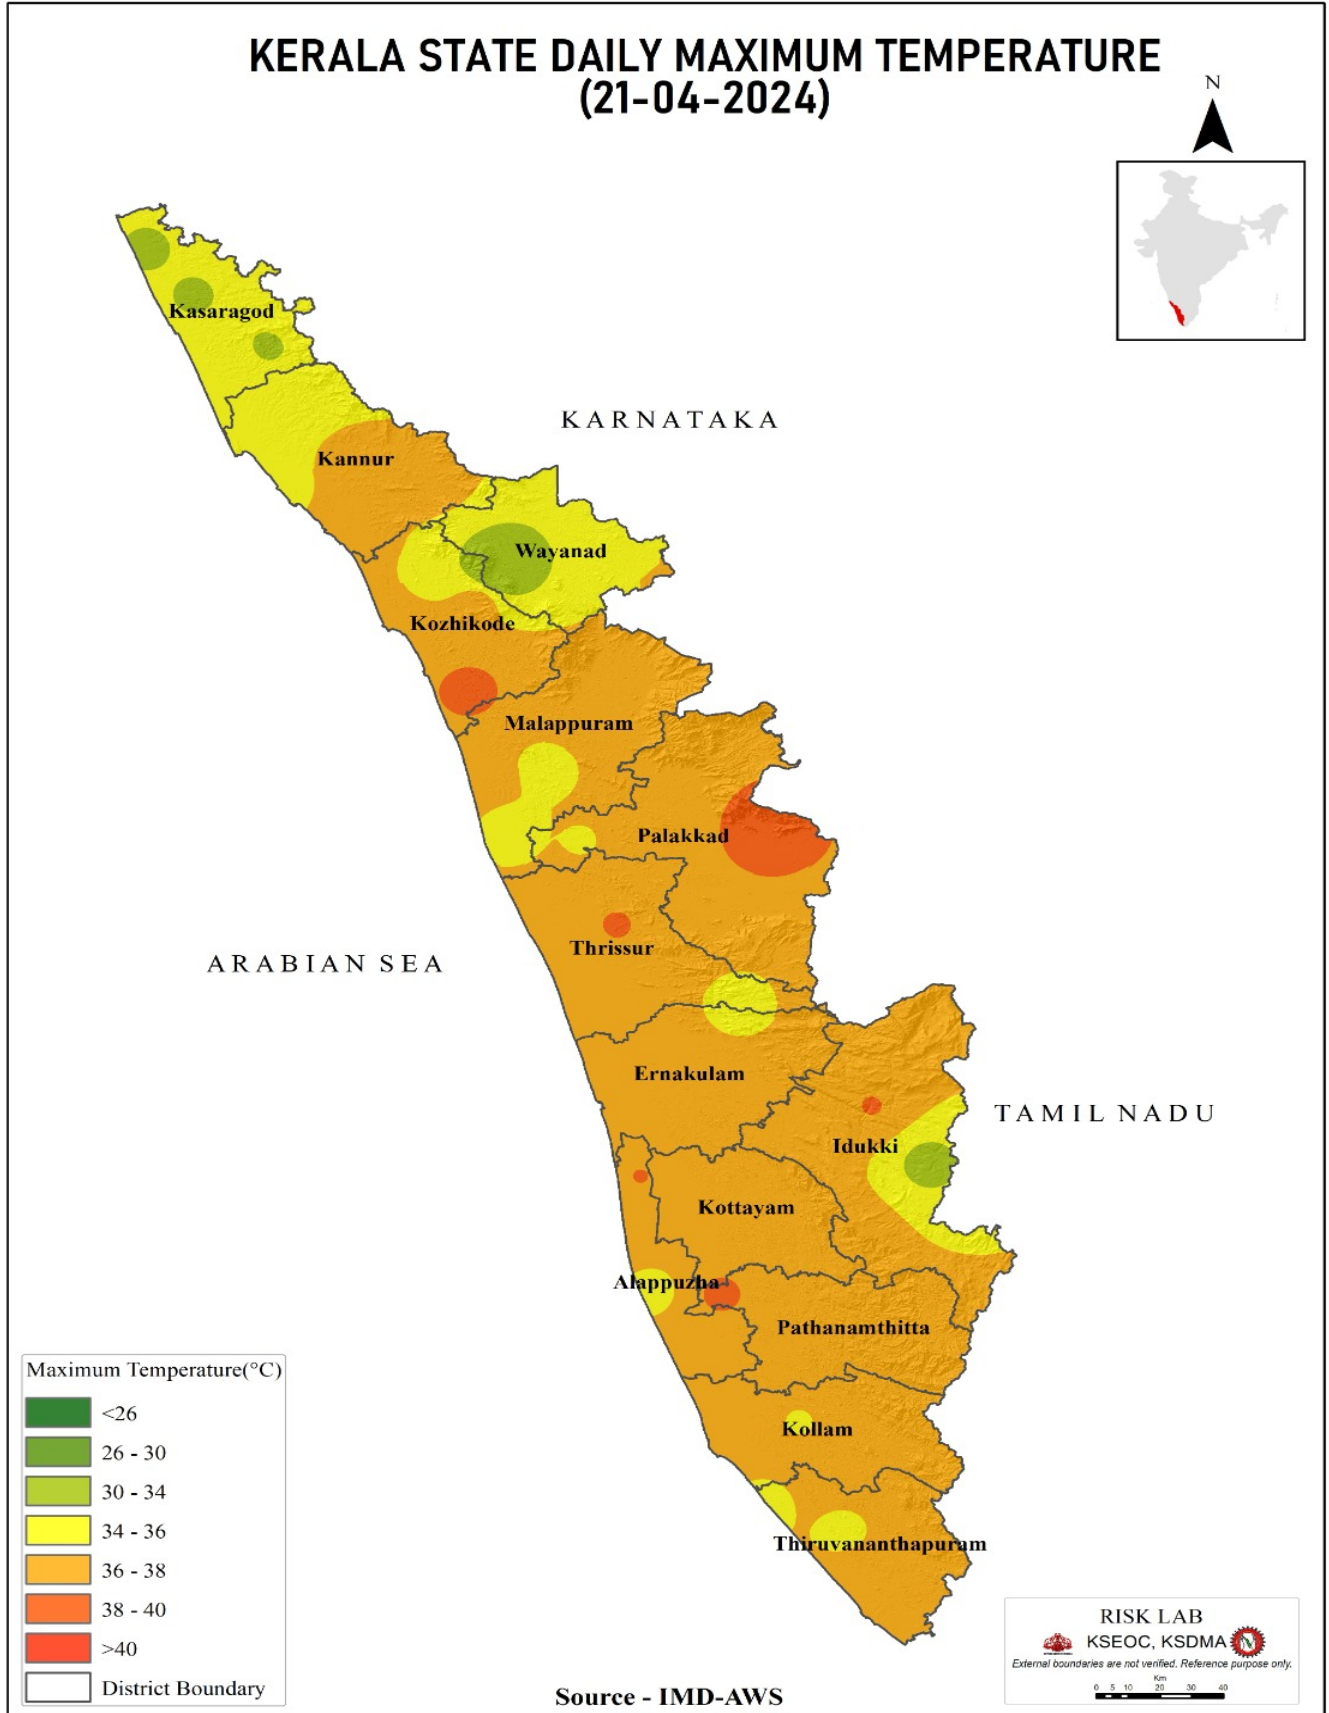 KERALA STATE DAILY MAXIMUM TEMPERATURE
(21-04-2024)
N
Kasaragod
KARNATAKA
Kannur
Wayanad
Kozhikode
Malappuram
Palakkad
Thrissur
ARABIAN SEA
Ernakulam
TAMIL NADU
Idukki
Kottayam
Alappuzha
Pathanamthitta
Kollam
Thiruvananthapuram
Maximum Temperature(°C)
<26
26 - 30
30 - 34
34 - 36
36 - 38
38 - 40
>40
District Boundary
RISK LAB
KSEOC, KSDMA
External boundaries are not verified. Reference purpose only.
Km
0 5 10 20 30 40
Source - IMD-AWS